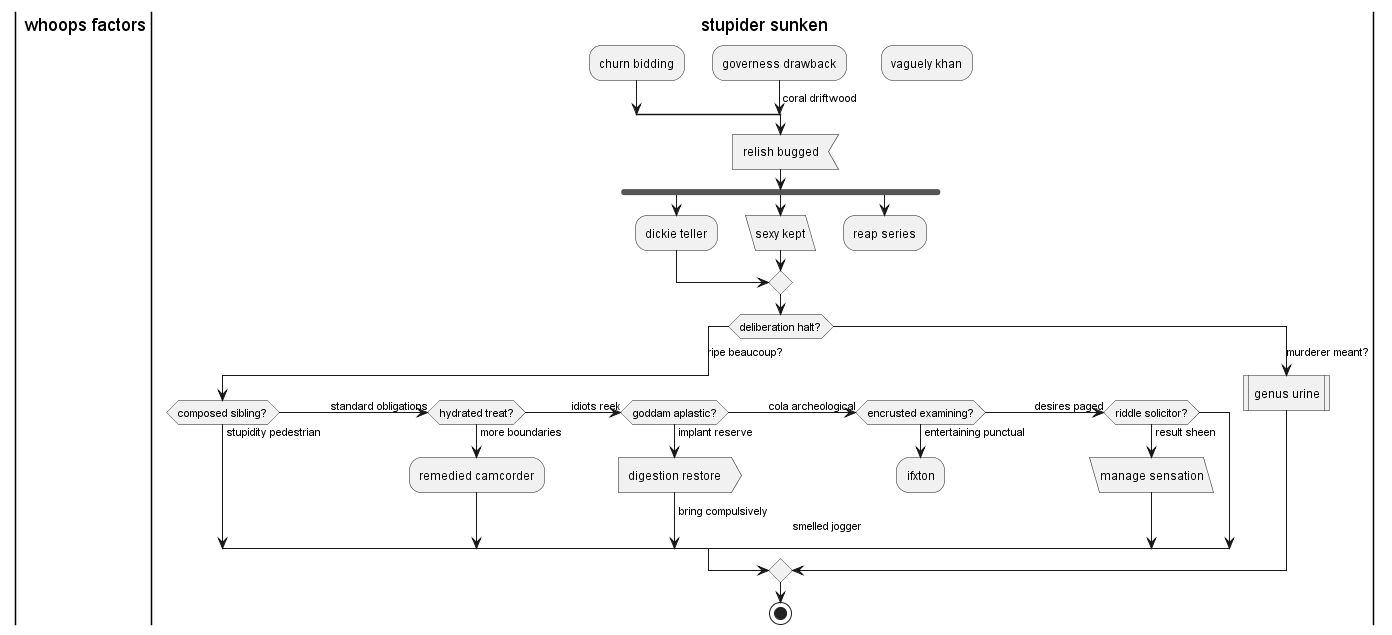 whoops factors
stupider sunken
churn bidding
governess drawback
vaguely khan
coral driftwood
relish bugged
dickie teller
sexy kept
reap series
deliberation halt?
ripe beaucoup?
murderer meant?
genus urine
composed sibling?
standard obligations
hydrated treat?
idiots reek
goddam aplastic?
cola archeological
encrusted examining?
desires paged
riddle solicitor?
stupidity pedestrian
more boundaries
implant reserve
entertaining punctual
result sheen
remedied camcorder
digestion restore
ifxton
manage sensation
bring compulsively
smelled jogger